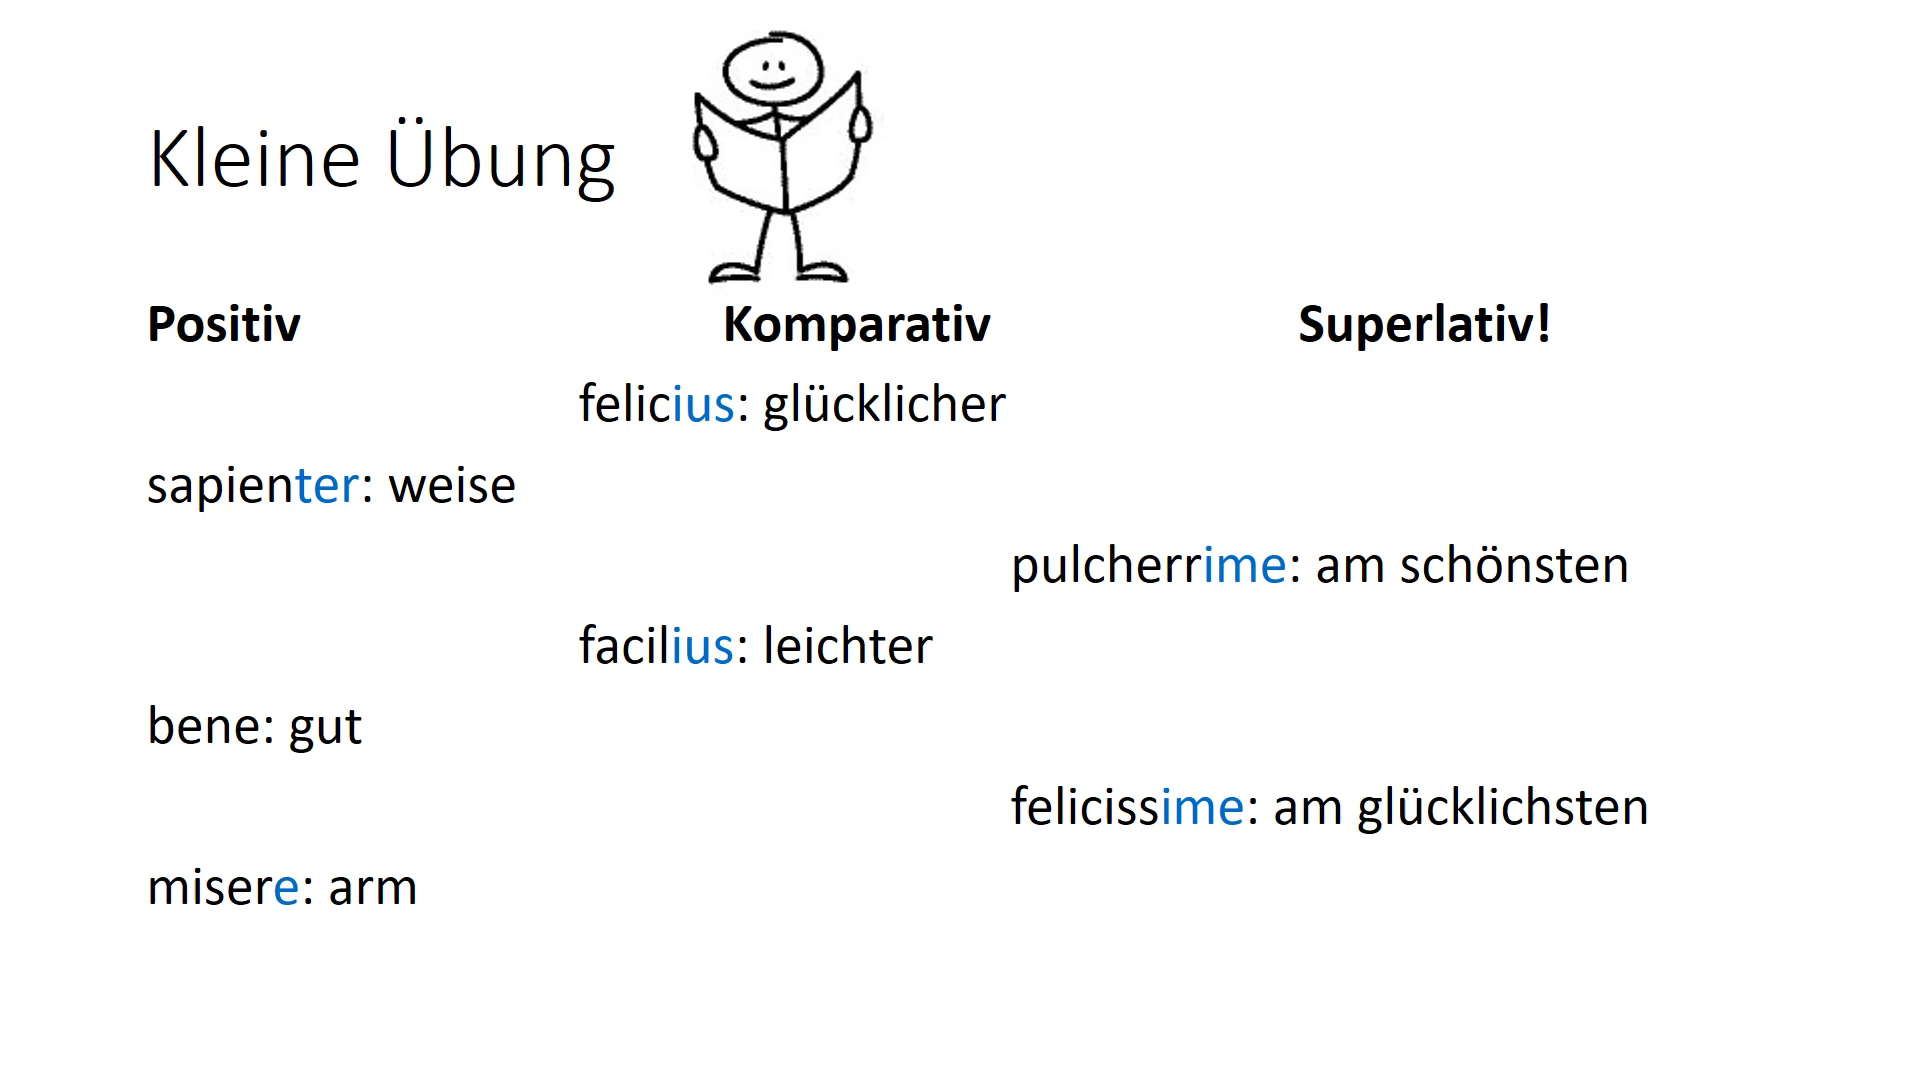 Kleine Übung
Positiv Komparativ Superlativ!
felicius: glücklicher
sapienter: weise
pulcherrime: am schönsten
facilius: leichter
bene: gut
felicissime: am glücklichsten
misere: arm